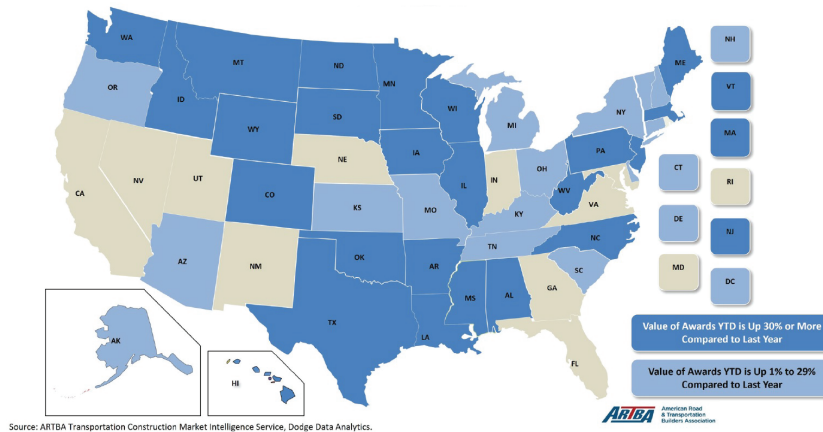 WA
MT
ND
MN
ME
NH
OR
ID
WY
SD
WI
MI
NY
VT
MA
CA
NV
UT
CO
NE
IA
IL
IN
OH
PA
WV
VA
CT
RI
KS
MO
KY
DE
NJ
AZ
NM
OK
AR
TN
NC
SC
MD
DC
TX
LA
MS
AL
GA
FL
AK
HI
Value of Awards YTD is Up 30% or More
Compared to Last Year
Value of Awards YTD is Up 1% to 29%
Compared to Last Year
ARTBA
American Road
& Transportation
Builders Association
Source: ARTBA Transportation Construction Market Intelligence Service, Dodge Data Analytics.